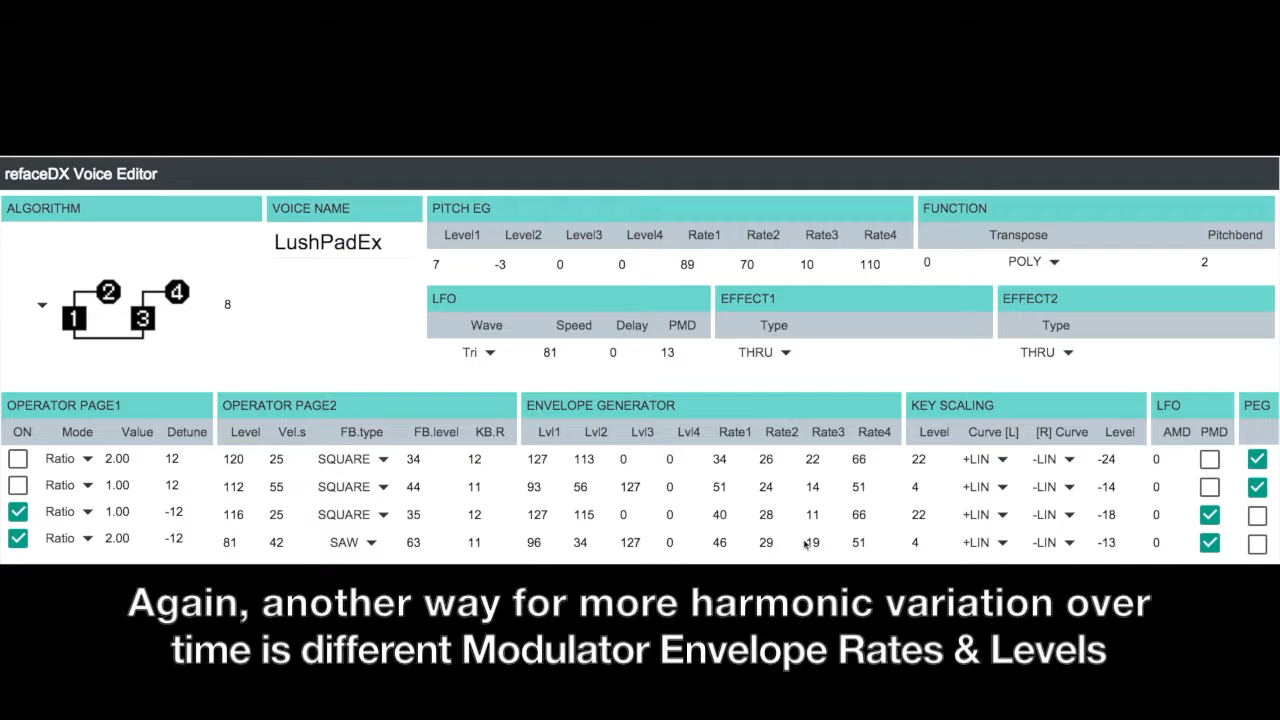 refaceDX Voice Editor
ALGORITHM VOICE NAME PITCH EG FUNCTION
LushPadEx Level1 Level2 Level3 Level4 Rate1 Rate2 Rate3 Rate4 Transpose Pitchbend
7 -3 0 0 89 70 10 110 0 POLY 2
LFO EFFECT1 EFFECT2
2 4 8
1 3
Wave Speed Delay PMD Type Type
Tri 81 0 13 THRU THRU
OPERATOR PAGE1 OPERATOR PAGE2 ENVELOPE GENERATOR KEY SCALING LFO PEG
ON Mode Value Detune Level Vel.s FB.type FB.level KB.R Lvl1 Lvl2 Lvl3 Lvl4 Rate1 Rate2 Rate3 Rate4 Level Curve [L] [R] Curve Level AMD PMD
Ratio 2.00 12 120 25 SQUARE 34 12 127 113 0 0 34 26 22 66 22 +LIN -LIN -24 0
Ratio 1.00 12 112 55 SQUARE 44 11 93 56 127 0 51 24 14 51 4 +LIN -LIN -14 0
Ratio 1.00 -12 116 25 SQUARE 35 12 127 115 0 0 40 28 11 66 22 +LIN -LIN -18 0
Ratio 2.00 -12 81 42 SAW 63 11 96 34 127 0 46 29 19 51 4 +LIN -LIN -13 0
Again, another way for more harmonic variation over
time is different Modulator Envelope Rates & Levels